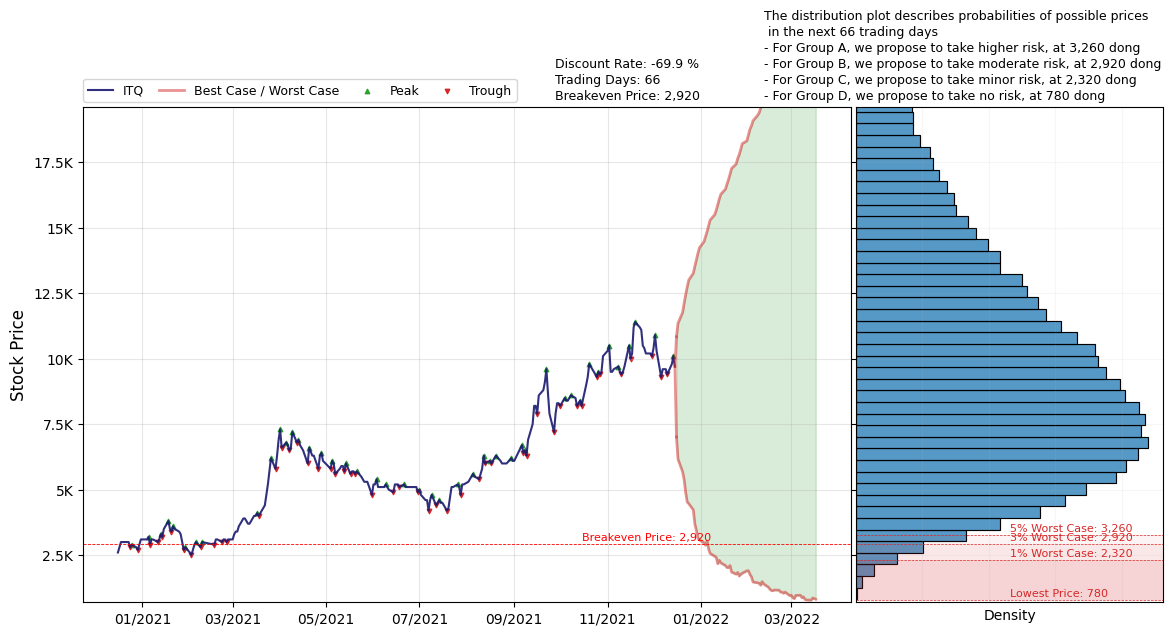 The distribution plot describes probabilities of possible prices
in the next 66 trading days
- For Group A, we propose to take higher risk, at 3,260 dong
- For Group B, we propose to take moderate risk, at 2,920 dong
- For Group C, we propose to take minor risk, at 2,320 dong
- For Group D, we propose to take no risk, at 780 dong
Discount Rate: -69.9 %
Trading Days: 66
Breakeven Price: 2,920
ITQ
Best Case / Worst Case
Peak
Trough
Stock Price
17.5K
15K
12.5K
10K
7.5K
5K
2.5K
Breakeven Price: 2,920
5% Worst Case: 3,260
3% Worst Case: 2,920
1% Worst Case: 2,320
Lowest Price: 780
01/2021
03/2021
05/2021
07/2021
09/2021
11/2021
01/2022
03/2022
Density